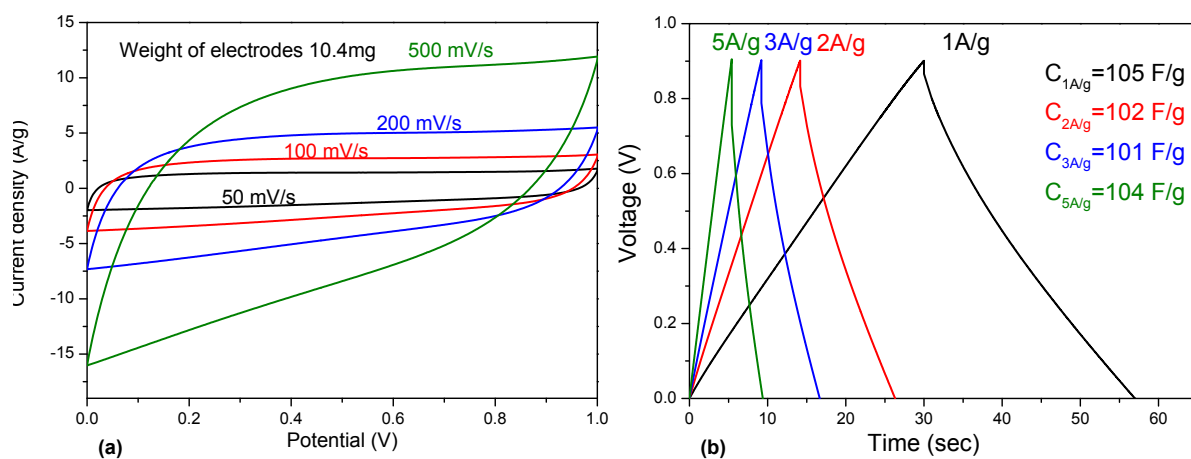 15
10
5
0
-5
-10
-15
Current density (A/g)
Weight of electrodes 10.4mg
500 mV/s
200 mV/s
100 mV/s
50 mV/s
0.0 0.2 0.4 0.6 0.8 1.0
Potential (V)
(a)
1.0
0.8
0.6
0.4
0.2
0.0
Voltage (V)
5A/g 3A/g 2A/g 1A/g
C1A/g=105 F/g
C2A/g=102 F/g
C3A/g=101 F/g
C5A/g=104 F/g
0 10 20 30 40 50 60
Time (sec)
(b)